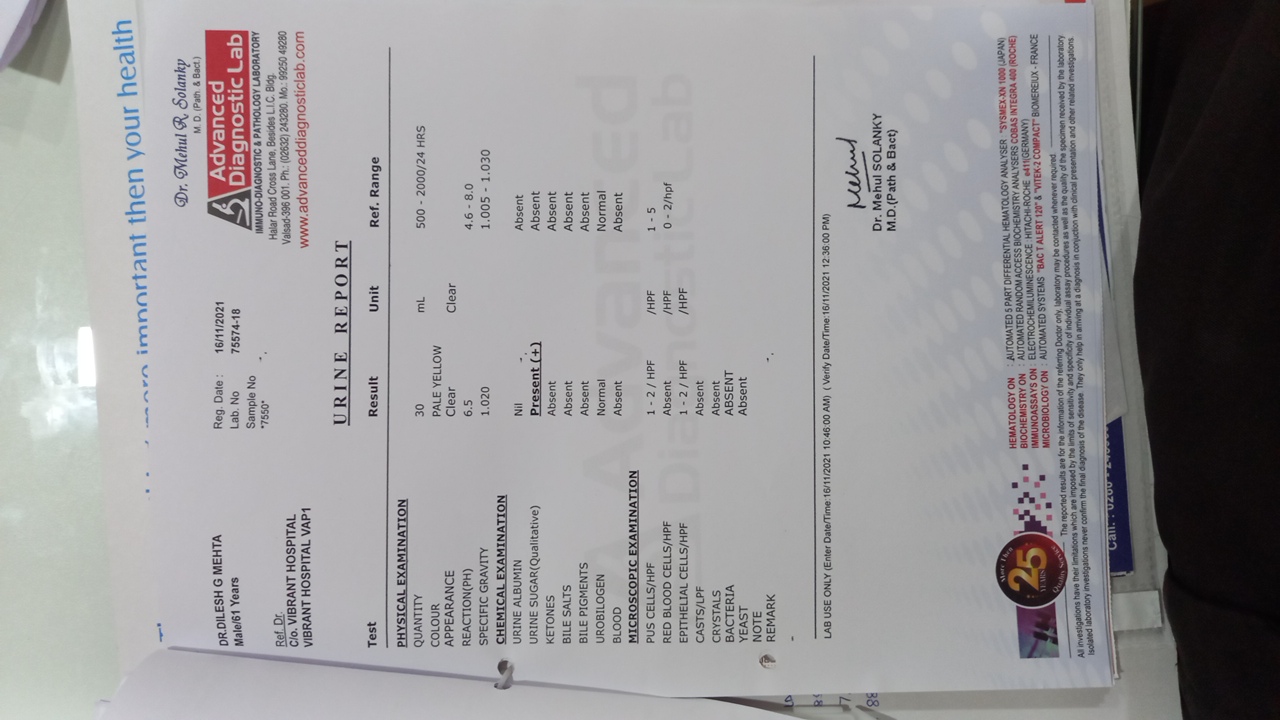 more important then your health
Dr. Mehul R. Solanky
M. D. (Path. & Bact.)
Advanced
Diagnostic Lab
IMMUNO-DIAGNOSTIC & PATHOLOGY LABORATORY
Halar Road Cross Lane, Besides L.I.C. Bldg.
Valsad-396 001. Ph.: (02632) 243280. Mo.: 99250 49280
www.advanceddiagnosticlab.com
DR.DILESH G MEHTA
Male/61 Years
Reg. Date : 16/11/2021
Lab. No 75574-18
Sample No
*7550* -.
Ref. Dr.
C/o. VIBRANT HOSPITAL
VIBRANT HOSPITAL VAP1
URINE REPORT
Test Result Unit Ref. Range
PHYSICAL EXAMINATION
QUANTITY 30 mL 500 - 2000/24 HRS
COLOUR PALE YELLOW
APPEARANCE Clear Clear
REACTION(PH) 6.5 4.6 - 8.0
SPECIFIC GRAVITY 1.020 1.005 - 1.030
CHEMICAL EXAMINATION
URINE ALBUMIN Nil -. Absent
URINE SUGAR(Qualitative) Present (+) Absent
KETONES Absent Absent
BILE SALTS Absent Absent
BILE PIGMENTS Absent Absent
UROBILOGEN Normal Normal
BLOOD Absent Absent
MICROSCOPIC EXAMINATION
PUS CELLS/HPF 1 - 2 / HPF /HPF 1 - 5
RED BLOOD CELLS/HPF Absent /HPF 0 - 2/hpf
EPITHELIAL CELLS/HPF 1 - 2 / HPF /HPF
CASTS/LPF Absent
CRYSTALS Absent
BACTERIA ABSENT
YEAST Absent
NOTE
REMARK -.
-
Advanced
Diagnostic Lab
LAB USE ONLY (Enter Date/Time:16/11/2021 10:46:00 AM) ( Verify Date/Time:16/11/2021 12:36:00 PM)
Mehul
Dr. Mehul SOLANKY
M.D.(Path & Bact)
More Then
25
YEARS
Quality Service
HEMATOLOGY ON : AUTOMATED 5 PART DIFFERENTIAL HEMATOLOGY ANALYSER : "SYSMEX-XN 1000 (JAPAN)
BIOCHEMISTRY ON : AUTOMATED RANDOM ACCESS BIOCHEMISTRY ANALYSERS COBAS INTEGRA 400 (ROCHE)
IMMUNOASSAYS ON : ELECTROCHEMILUMINESCENCE : HITACHI-ROCHE e411(GERMANY)
MICROBIOLOGY ON : AUTOMATED SYSTEMS "BAC T ALERT 120" & "VITEK-2 COMPACT" BIOMEREIUX - FRANCE
The reported results are for the information of the referring Doctor only, laboratory may be contacted whenever required.
All investigations have their limitations which are imposed by the limits of sensitivity and specificity of individual assay procedures as well as the quality of the specimen received by the laboratory
Isolated laboratory investigations never confirm the final diagnosis of the disease. They only help in arriving at a diagnosis in conjuction with clinical presentation and other related investigations.
Call. : 0260 -